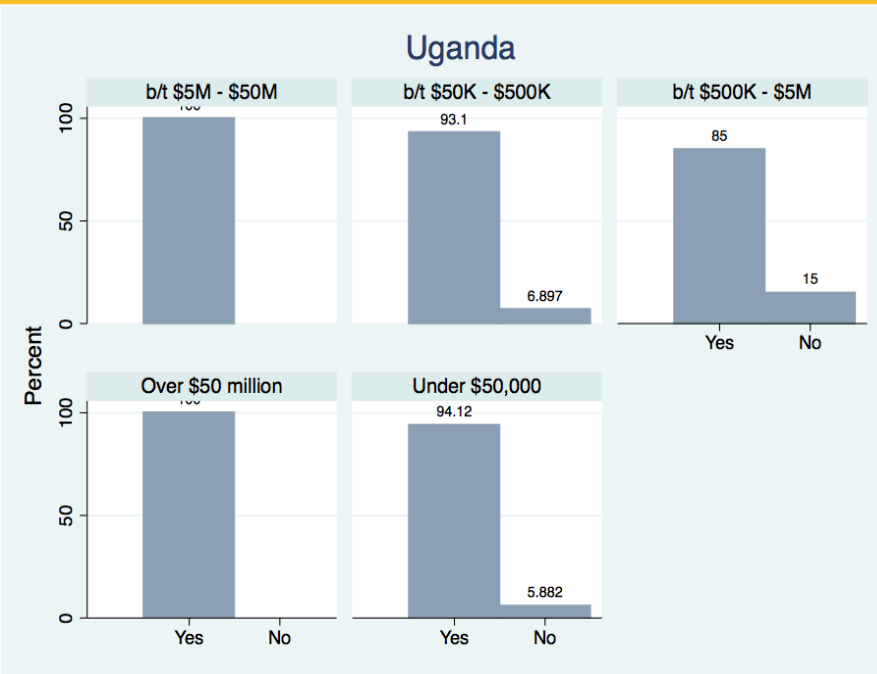 Uganda
b/t $5M - $50M
b/t $50K - $500K
b/t $500K - $5M
Percent
100
50
0
93.1
6.897
85
15
Yes
No
Over $50 million
Under $50,000
100
50
0
94.12
5.882
Yes
No
Yes
No